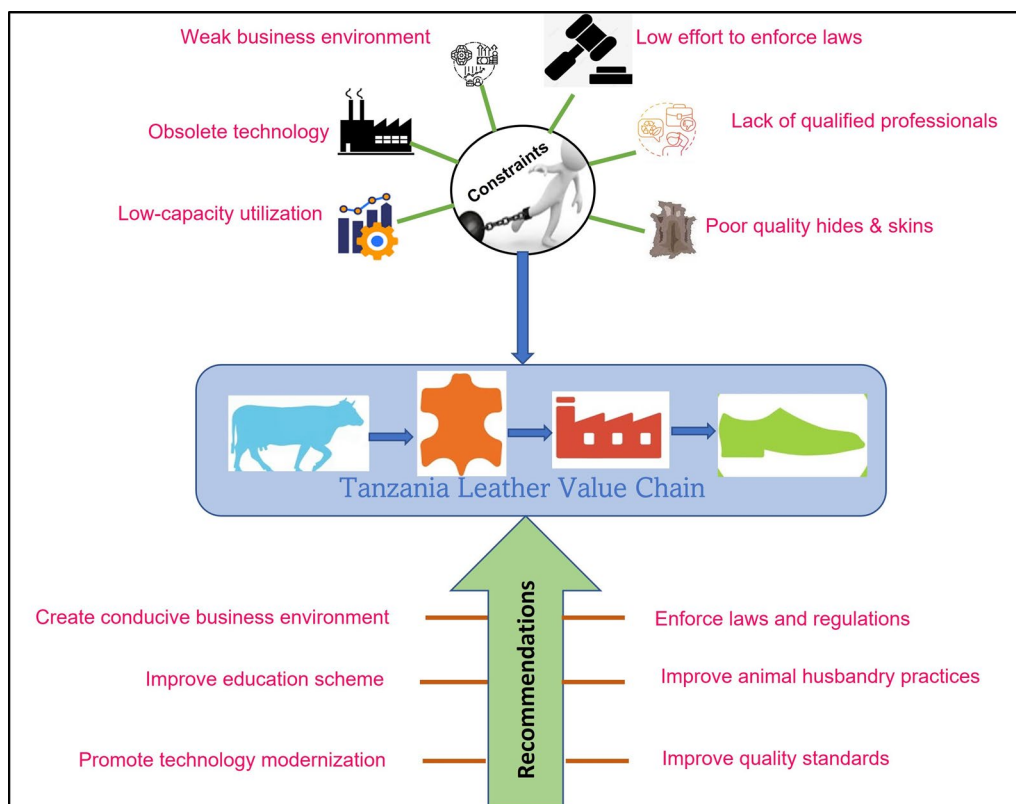 Weak business environment
Low effort to enforce laws
Obsolete technology
Lack of qualified professionals
Constraints
Low-capacity utilization
Poor quality hides & skins
Tanzania Leather Value Chain
Recommendations
Create conducive business environment
Enforce laws and regulations
Improve education scheme
Improve animal husbandry practices
Promote technology modernization
Improve quality standards